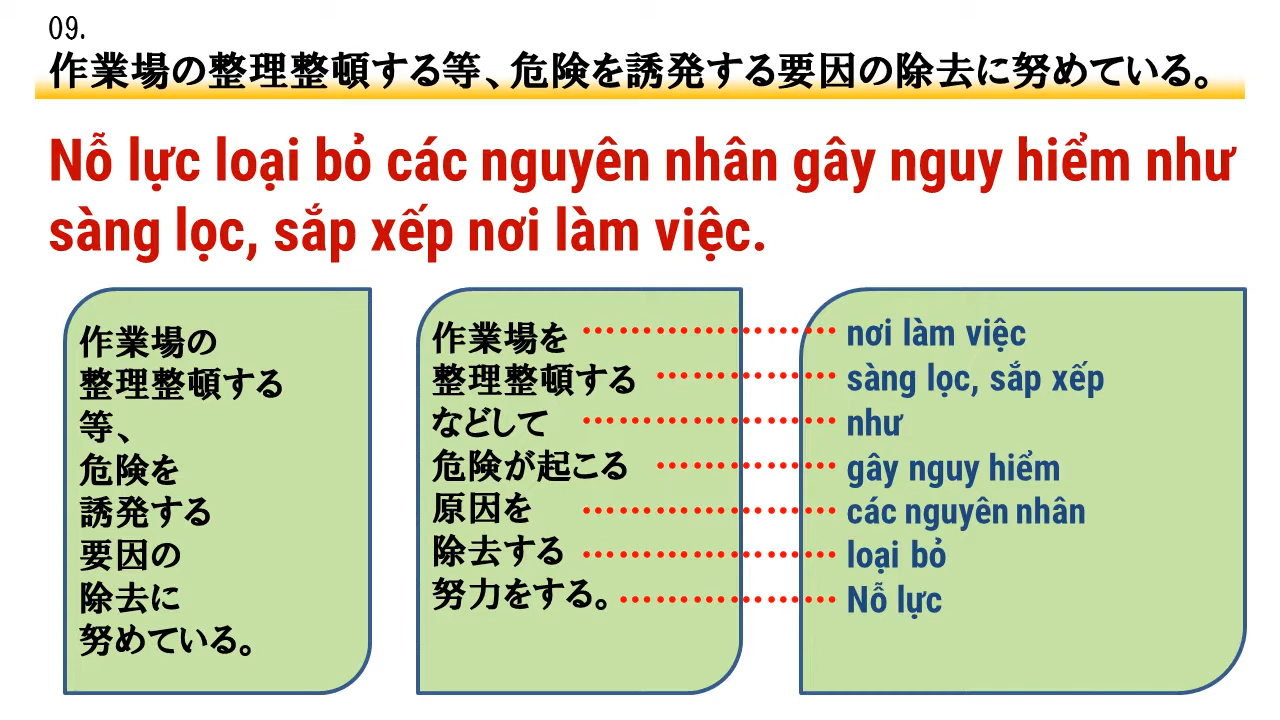 09.
作業場の整理整頓する等、危険を誘発する要因の除去に努めている。
Nỗ lực loại bỏ các nguyên nhân gây nguy hiểm như
sàng lọc, sắp xếp nơi làm việc.
作業場の
整理整頓する
等、
危険を
誘発する
要因の
除去に
努めている。
作業場を
整理整頓する
などして
危険が起こる
原因を
除去する
努力をする。
nơi làm việc
sàng lọc, sắp xếp
như
gây nguy hiểm
các nguyên nhân
loại bỏ
Nỗ lực